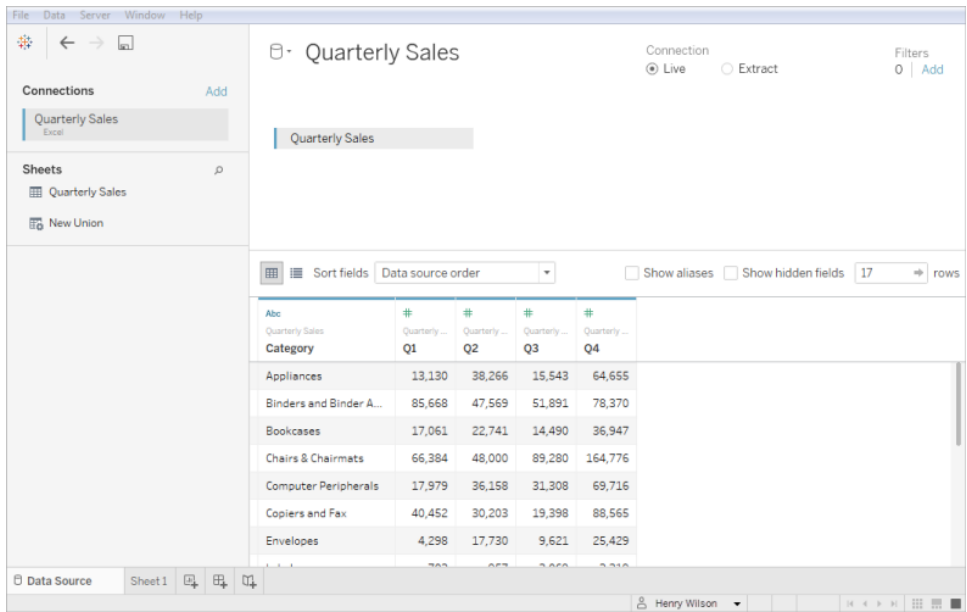 File Data Server Window Help
Quarterly Sales
Connection
Live Extract
Filters
0 Add
Connections Add
Quarterly Sales
Excel
Quarterly Sales
Sheets
Quarterly Sales
New Union
Sort fields Data source order Show aliases Show hidden fields 17 rows
Abc # # # #
Quarterly Sales Quarterly ... Quarterly ... Quarterly ... Quarterly ...
Category Q1 Q2 Q3 Q4
Appliances 13,130 38,266 15,543 64,655
Binders and Binder A... 85,668 47,569 51,891 78,370
Bookcases 17,061 22,741 14,490 36,947
Chairs & Chairmats 66,384 48,000 89,280 164,776
Computer Peripherals 17,979 36,158 31,308 69,716
Copiers and Fax 40,452 30,203 19,398 88,565
Envelopes 4,298 17,730 9,621 25,429
Data Source Sheet 1
Henry Wilson